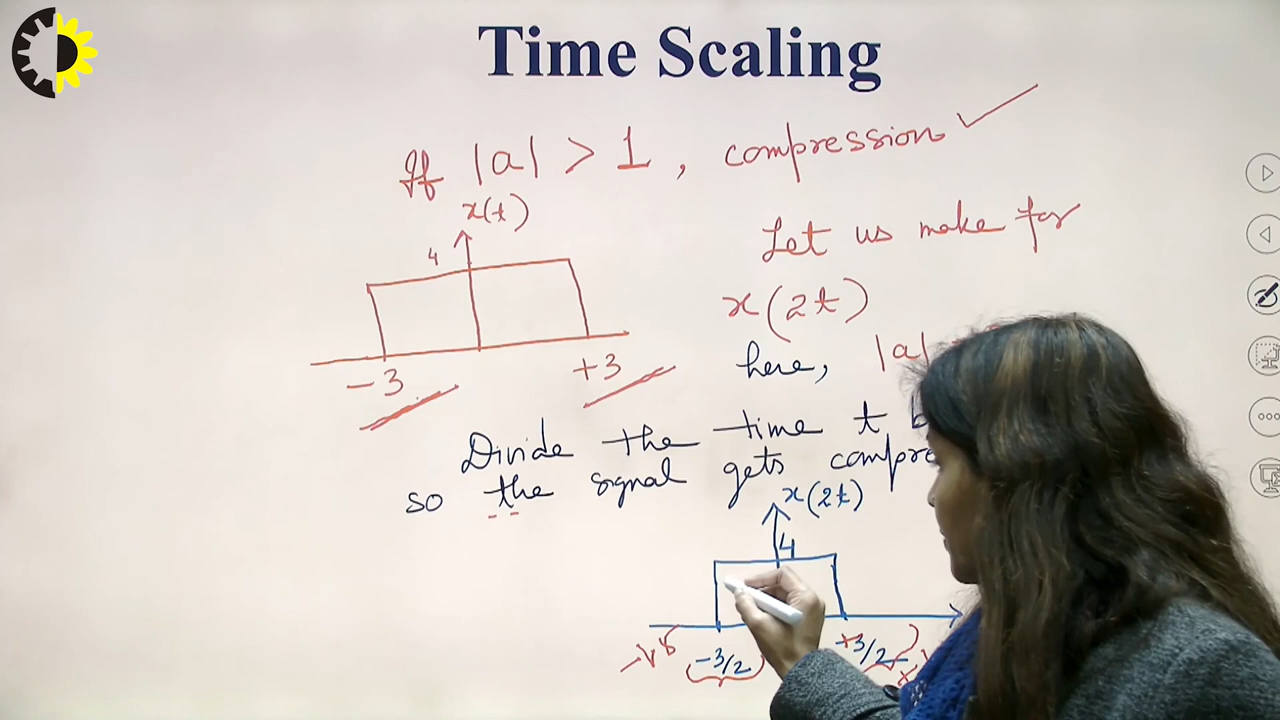 Time Scaling
If |a| > 1, compression
x(t)
4
-3
+3
Let us make for
x(2t)
here, |a|
Divide the time t
so the signal gets
x(2t)
4
-3/2
+3/2
-ve